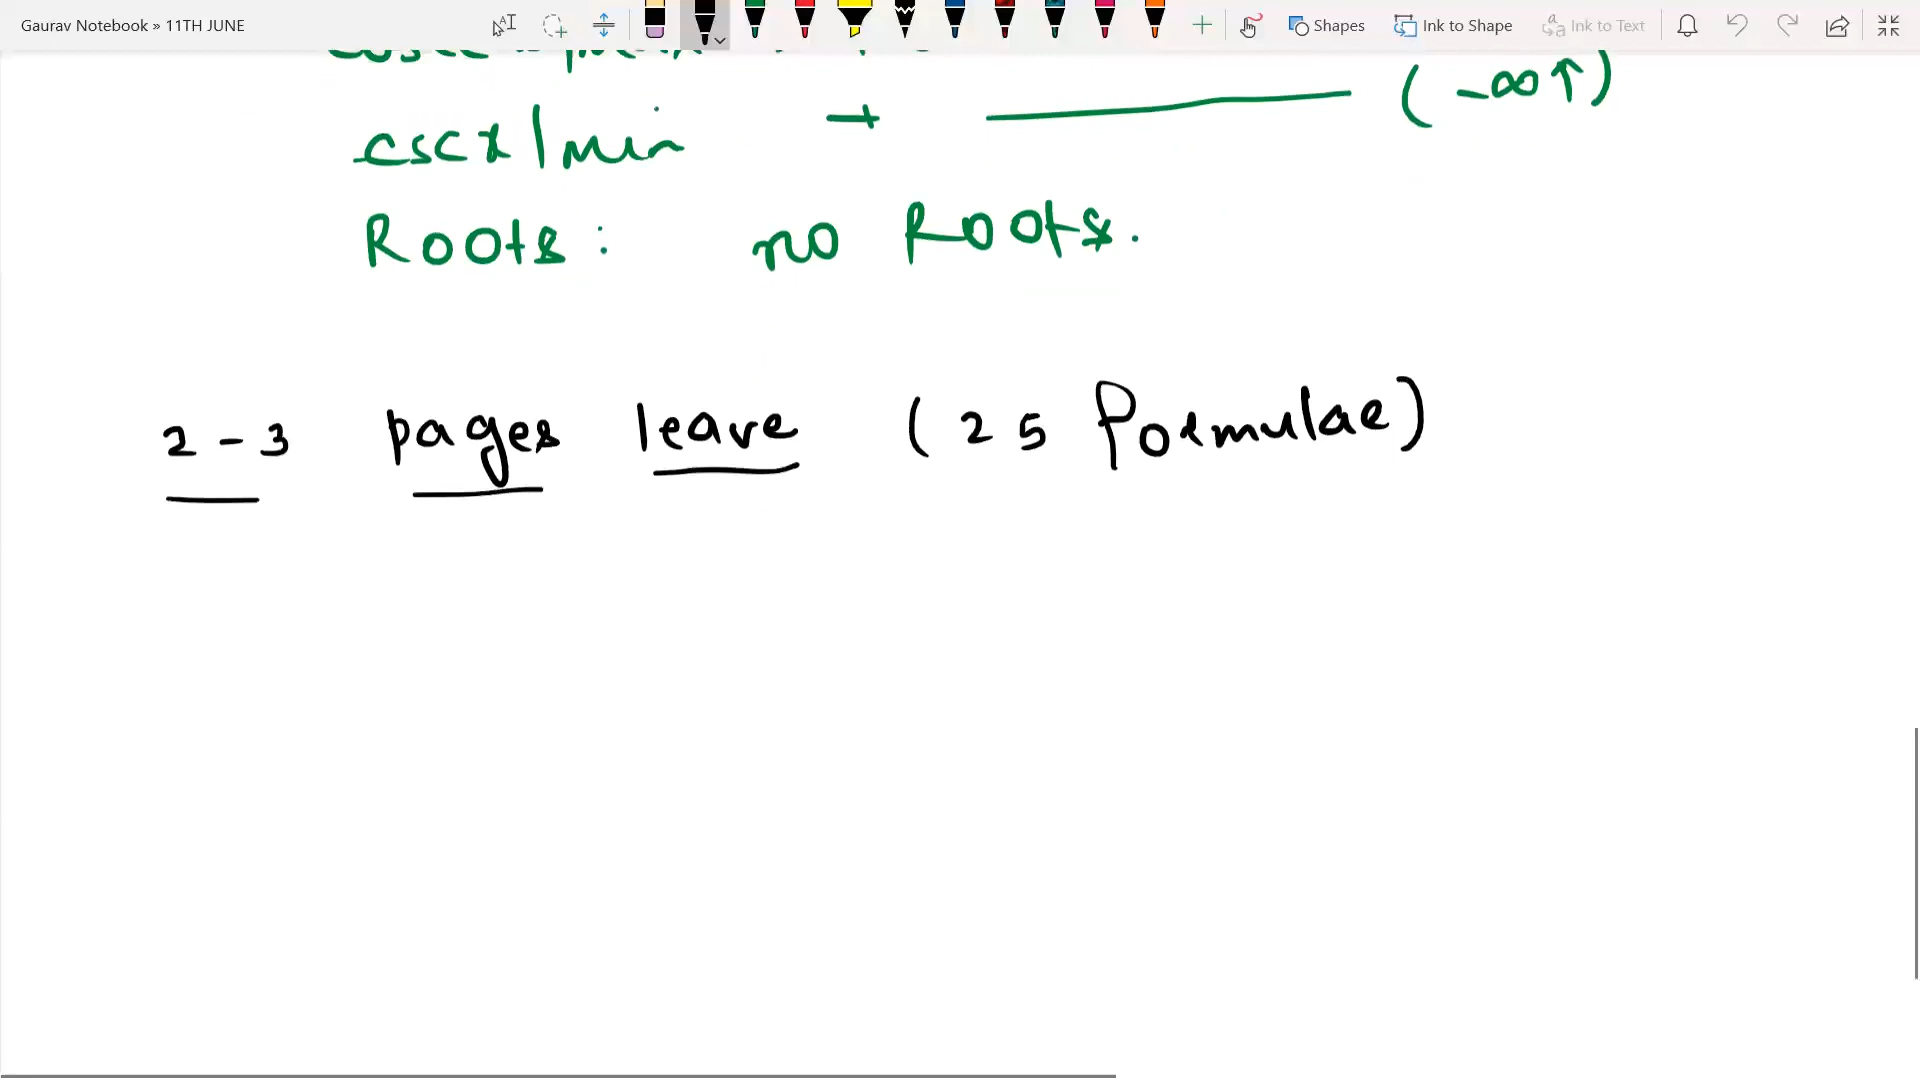 Gaurav Notebook » 11TH JUNE Shapes Ink to Shape Ink to Text
(-∞↑)
cscx|min →
Roots: no Roots.
2-3 pages leave (25 formulae)